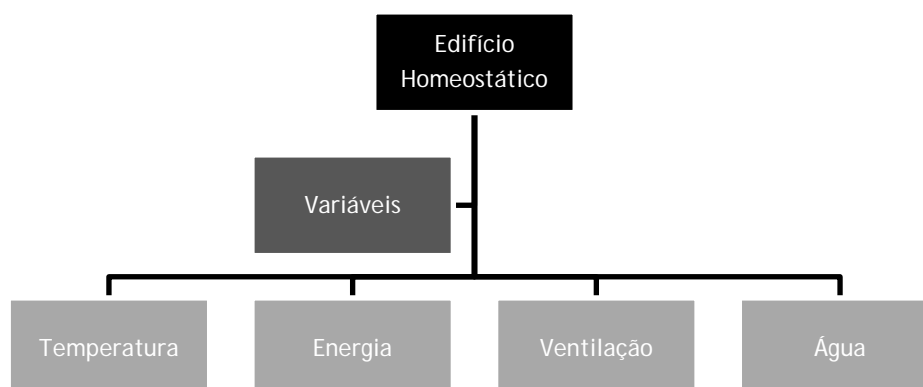 Edifício
Homeostático
Variáveis
Temperatura
Energia
Ventilação
Água